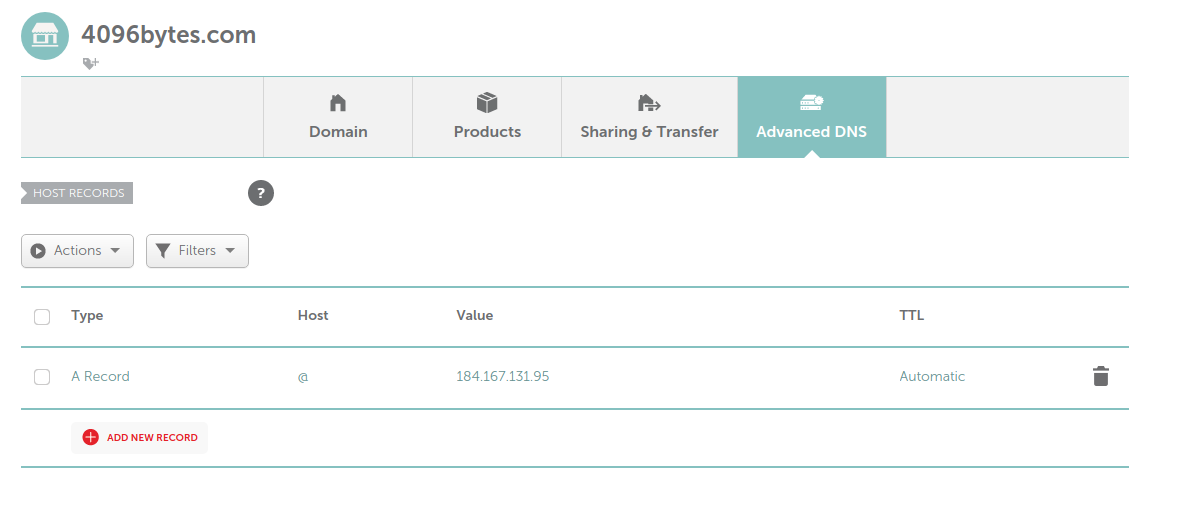 4096bytes.com
Domain
Products
Sharing & Transfer
Advanced DNS
HOST RECORDS
?
Actions
Filters
Type Host Value TTL
A Record @ 184.167.131.95 Automatic
ADD NEW RECORD